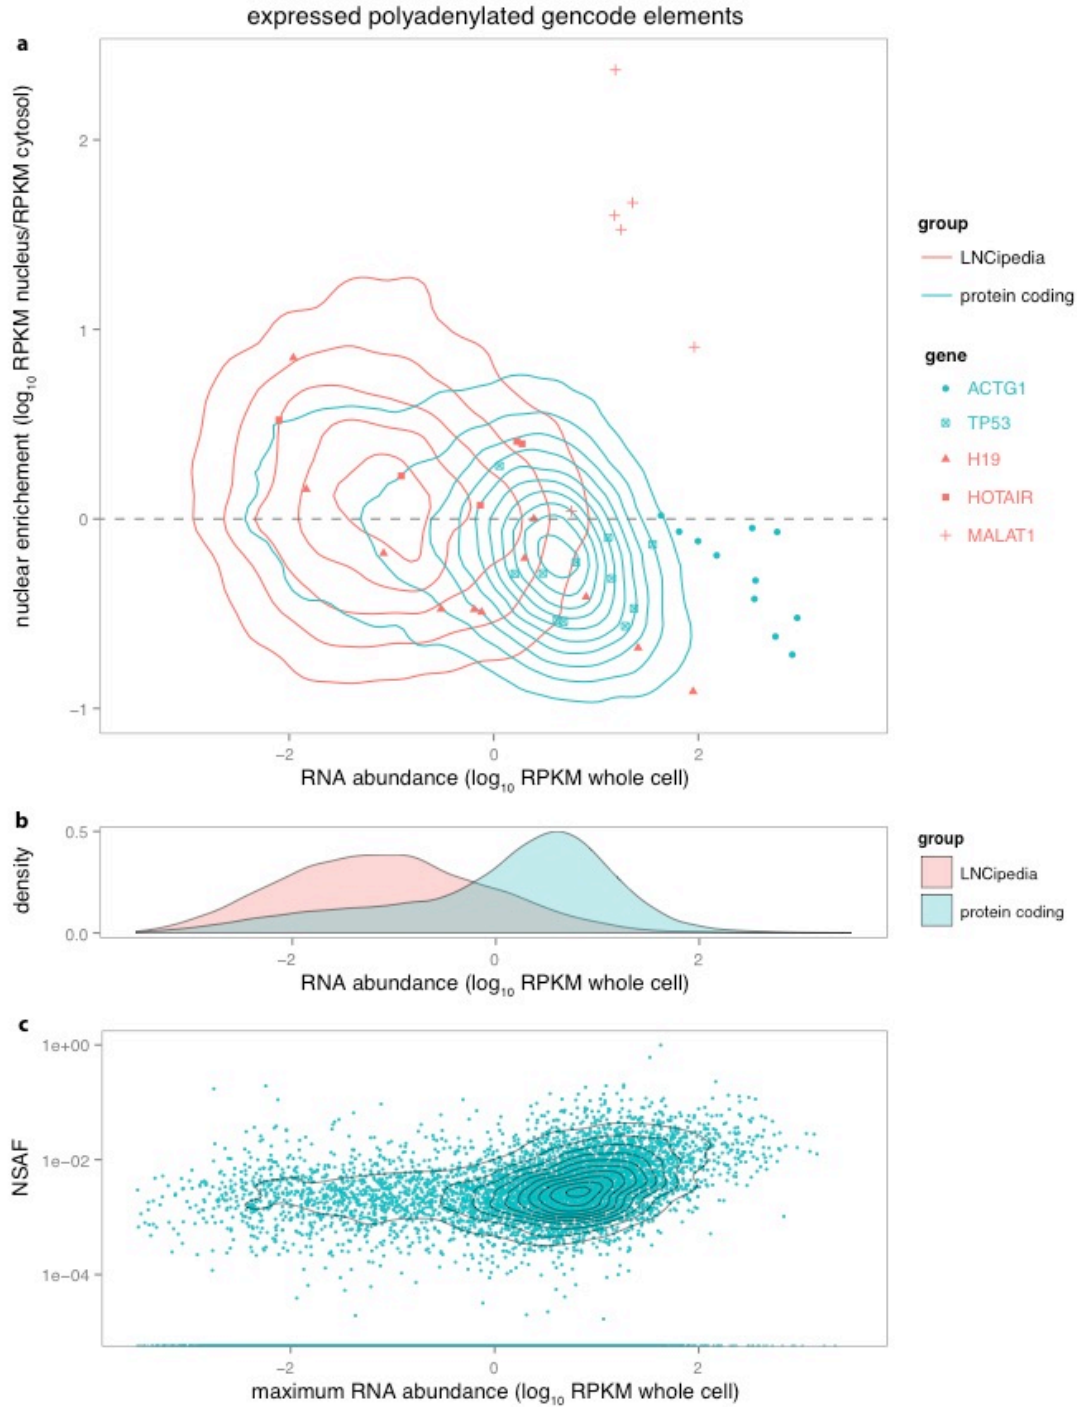 expressed polyadenylated gencode elements
a
nuclear enrichment (log10 RPKM nucleus/RPKM cytosol)
2
1
0
−1
−2
0
2
RNA abundance (log10 RPKM whole cell)
group
LNCipedia
protein coding
gene
ACTG1
TP53
H19
HOTAIR
MALAT1
b
density
0.5
0.0
−2
0
2
RNA abundance (log10 RPKM whole cell)
group
LNCipedia
protein coding
c
NSAF
1e+00
1e−02
1e−04
−2
0
2
maximum RNA abundance (log10 RPKM whole cell)